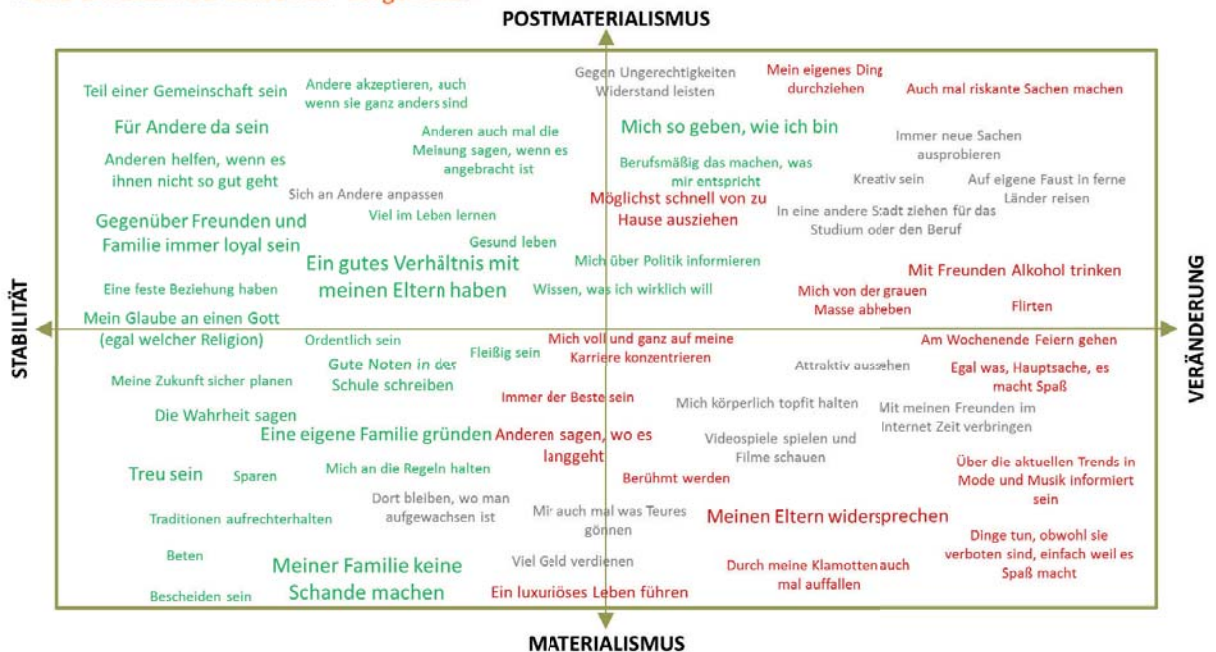 POSTMATERIALISMUS
Teil einer Gemeinschaft sein
Andere akzeptieren, auch
wenn sie ganz anders sind
Gegen Ungerechtigkeiten
Widerstand leisten
Mein eigenes Ding
durchziehen
Auch mal riskante Sachen machen
Für Andere da sein
Anderen auch mal die
Meinung sagen, wenn es
angebracht ist
Mich so geben, wie ich bin
Immer neue Sachen
ausprobieren
Anderen helfen, wenn es
ihnen nicht so gut geht
Berufsmäßig das machen, was
mir entspricht
Kreativ sein
Auf eigene Faust in ferne
Länder reisen
Sich an Andere anpassen
Möglichst schnell von zu
Hause ausziehen
Viel im Leben lernen
In eine andere Stadt ziehen für das
Studium oder den Beruf
Gegenüber Freunden und
Familie immer loyal sein
Gesund leben
Ein gutes Verhältnis mit
meinen Eltern haben
Mich über Politik informieren
Mit Freunden Alkohol trinken
Eine feste Beziehung haben
Wissen, was ich wirklich will
Mich von der grauen
Masse abheben
Flirten
STABILITÄT
VERÄNDERUNG
Mein Glaube an einen Gott
(egal welcher Religion)
Ordentlich sein
Fleißig sein
Mich voll und ganz auf meine
Karriere konzentrieren
Am Wochenende Feiern gehen
Gute Noten in der
Schule schreiben
Attraktiv aussehen
Egal was, Hauptsache, es
macht Spaß
Meine Zukunft sicher planen
Immer der Beste sein
Mich körperlich topfit halten
Mit meinen Freunden im
Internet Zeit verbringen
Die Wahrheit sagen
Eine eigene Familie gründen
Anderen sagen, wo es
langgeht
Videospiele spielen und
Filme schauen
Treu sein
Sparen
Mich an die Regeln halten
Berühmt werden
Über die aktuellen Trends in
Mode und Musik informiert
sein
Dort bleiben, wo man
aufgewachsen ist
Mir auch mal was Teures
gönnen
Meinen Eltern widersprechen
Traditionen aufrechterhalten
Dinge tun, obwohl sie
verboten sind, einfach weil es
Spaß macht
Beten
Meiner Familie keine
Schande machen
Viel Geld verdienen
Durch meine Klamotten auch
mal auffallen
Bescheiden sein
Ein luxuriöses Leben führen
MATERIALISMUS